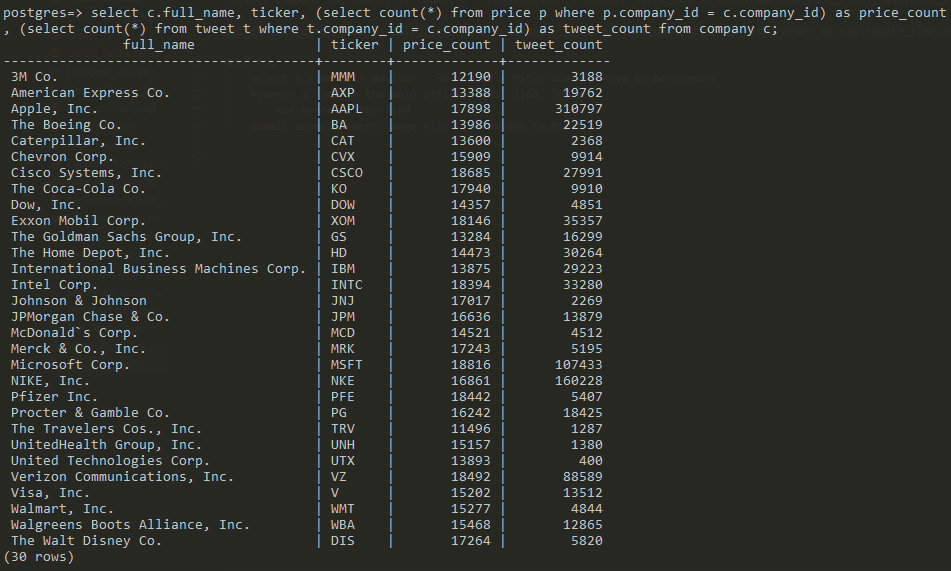 postgres=> select c.full_name, ticker, (select count(*) from price p where p.company_id = c.company_id) as price_count
, (select count(*) from tweet t where t.company_id = c.company_id) as tweet_count from company c;
full_name | ticker | price_count | tweet_count
-------------------------------------+--------+-------------+-------------
3M Co. | MMM | 12190 | 3188
American Express Co. | AXP | 13388 | 19762
Apple, Inc. | AAPL | 17898 | 310797
The Boeing Co. | BA | 13986 | 22519
Caterpillar, Inc. | CAT | 13600 | 2368
Chevron Corp. | CVX | 15909 | 9914
Cisco Systems, Inc. | CSCO | 18685 | 27991
The Coca-Cola Co. | KO | 17940 | 9910
Dow, Inc. | DOW | 14357 | 4851
Exxon Mobil Corp. | XOM | 18146 | 35357
The Goldman Sachs Group, Inc. | GS | 13284 | 16299
The Home Depot, Inc. | HD | 14473 | 30264
International Business Machines Corp. | IBM | 13875 | 29223
Intel Corp. | INTC | 18394 | 33280
Johnson & Johnson | JNJ | 17017 | 2269
JPMorgan Chase & Co. | JPM | 16636 | 13879
McDonald`s Corp. | MCD | 14521 | 4512
Merck & Co., Inc. | MRK | 17243 | 5195
Microsoft Corp. | MSFT | 18816 | 107433
NIKE, Inc. | NKE | 16861 | 160228
Pfizer Inc. | PFE | 18442 | 5407
Procter & Gamble Co. | PG | 16242 | 18425
The Travelers Cos., Inc. | TRV | 11496 | 1287
UnitedHealth Group, Inc. | UNH | 15157 | 1380
United Technologies Corp. | UTX | 13893 | 400
Verizon Communications, Inc. | VZ | 18492 | 88589
Visa, Inc. | V | 15202 | 13512
Walmart, Inc. | WMT | 15277 | 4844
Walgreens Boots Alliance, Inc. | WBA | 15468 | 12865
The Walt Disney Co. | DIS | 17264 | 5820
(30 rows)